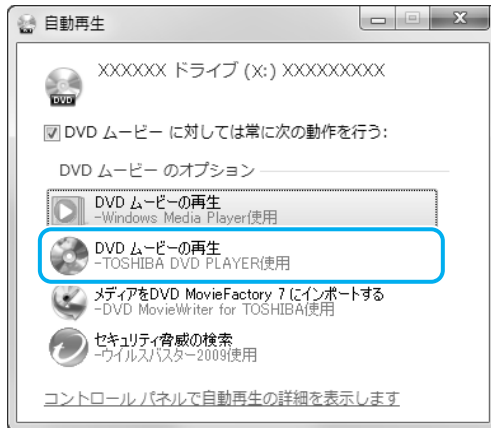 自動再生
XXXXXX ドライブ (X:) XXXXXXXXX
DVD
DVD ムービー に対しては常に次の動作を行う:
DVD ムービー のオプション
DVD ムービーの再生
-Windows Media Player使用
DVD ムービーの再生
-TOSHIBA DVD PLAYER使用
メディアをDVD MovieFactory 7 にインポートする
-DVD MovieWriter for TOSHIBA使用
セキュリティ脅威の検索
-ウイルスバスター2009使用
コントロール パネルで自動再生の詳細を表示します